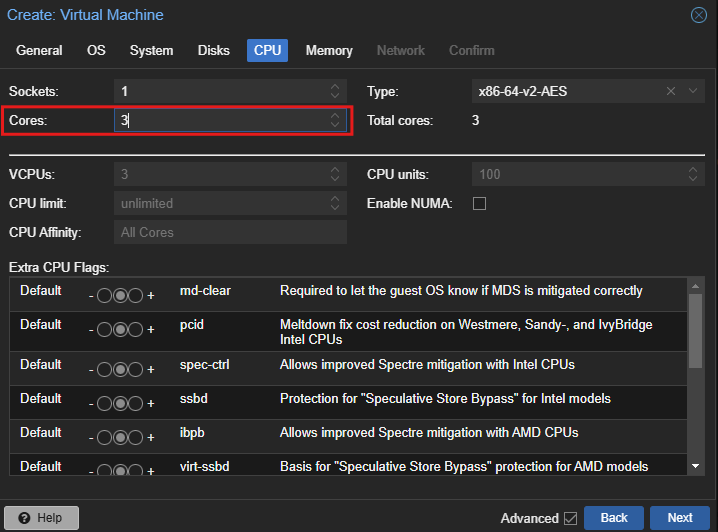 Create: Virtual Machine
General OS System Disks CPU Memory Network Confirm
Sockets: 1 Type: x86-64-v2-AES
Cores: 3 Total cores: 3
VCPUs: 3 CPU units: 100
CPU limit: unlimited Enable NUMA:
CPU Affinity: All Cores
Extra CPU Flags:
Default - + md-clear Required to let the guest OS know if MDS is mitigated correctly
Default - + pcid Meltdown fix cost reduction on Westmere, Sandy-, and IvyBridge
Intel CPUs
Default - + spec-ctrl Allows improved Spectre mitigation with Intel CPUs
Default - + ssbd Protection for "Speculative Store Bypass" for Intel models
Default - + ibpb Allows improved Spectre mitigation with AMD CPUs
Default - + virt-ssbd Basis for "Speculative Store Bypass" protection for AMD models
Help Advanced Back Next